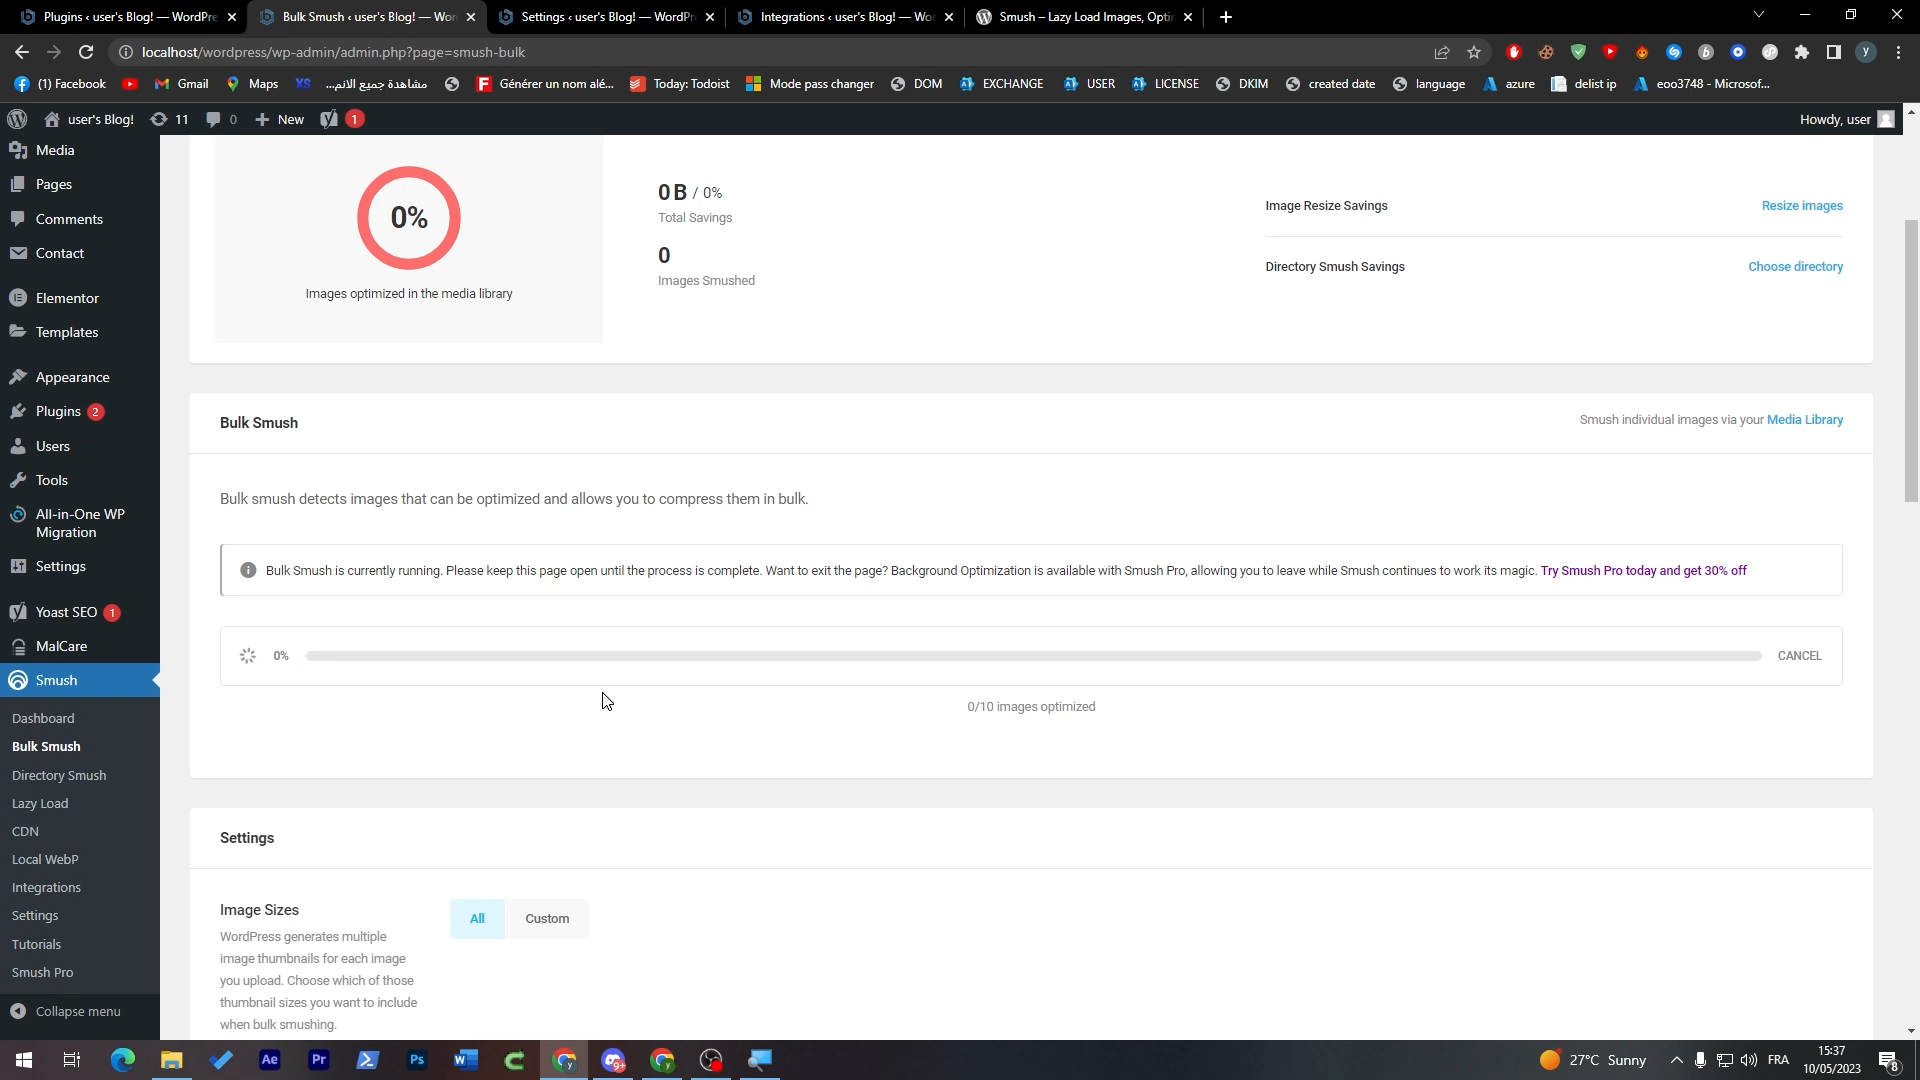 Plugins ‹ user's Blog! — WordPre
Bulk Smush ‹ user's Blog! — Wor
Settings ‹ user's Blog! — WordPr
Integrations ‹ user's Blog! — Wor
Smush – Lazy Load Images, Optir
localhost/wordpress/wp-admin/admin.php?page=smush-bulk
(1) Facebook
Gmail
Maps
XS
مشاهدة جميع الانم...
Générer un nom alé...
Today: Todoist
Mode pass changer
DOM
EXCHANGE
USER
LICENSE
DKIM
created date
language
azure
delist ip
eoo3748 - Microsof...
user's Blog!
11
0
New
1
Howdy, user
Media
Pages
Comments
Contact
Elementor
Templates
Appearance
Plugins 2
Users
Tools
All-in-One WP
Migration
Settings
Yoast SEO 1
MalCare
Smush
Dashboard
Bulk Smush
Directory Smush
Lazy Load
CDN
Local WebP
Integrations
Settings
Tutorials
Smush Pro
Collapse menu
0%
Images optimized in the media library
0 B / 0%
Total Savings
0
Images Smushed
Image Resize Savings
Resize images
Directory Smush Savings
Choose directory
Bulk Smush
Smush individual images via your Media Library
Bulk smush detects images that can be optimized and allows you to compress them in bulk.
Bulk Smush is currently running. Please keep this page open until the process is complete. Want to exit the page? Background Optimization is available with Smush Pro, allowing you to leave while Smush continues to work its magic. Try Smush Pro today and get 30% off
0%
CANCEL
0/10 images optimized
Settings
Image Sizes
WordPress generates multiple
image thumbnails for each image
you upload. Choose which of those
thumbnail sizes you want to include
when bulk smushing.
All
Custom
Ae
Pr
Ps
9+
27°C Sunny
FRA
15:37
10/05/2023
8